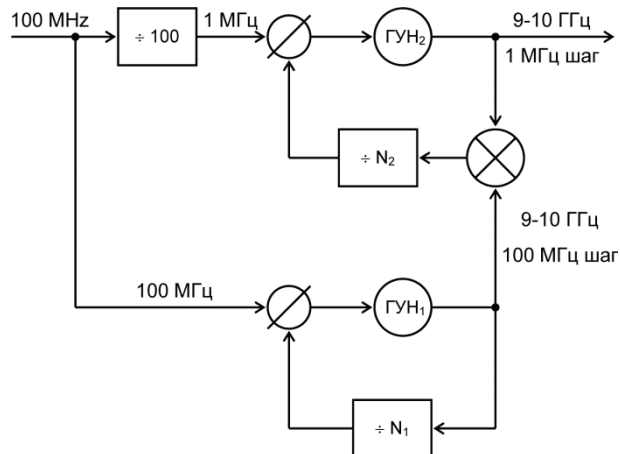 100 MHz
÷ 100
1 МГц
ГУН₂
9-10 ГГц
1 МГц шаг
÷ N₂
9-10 ГГц
100 МГц шаг
100 МГц
ГУН₁
÷ N₁